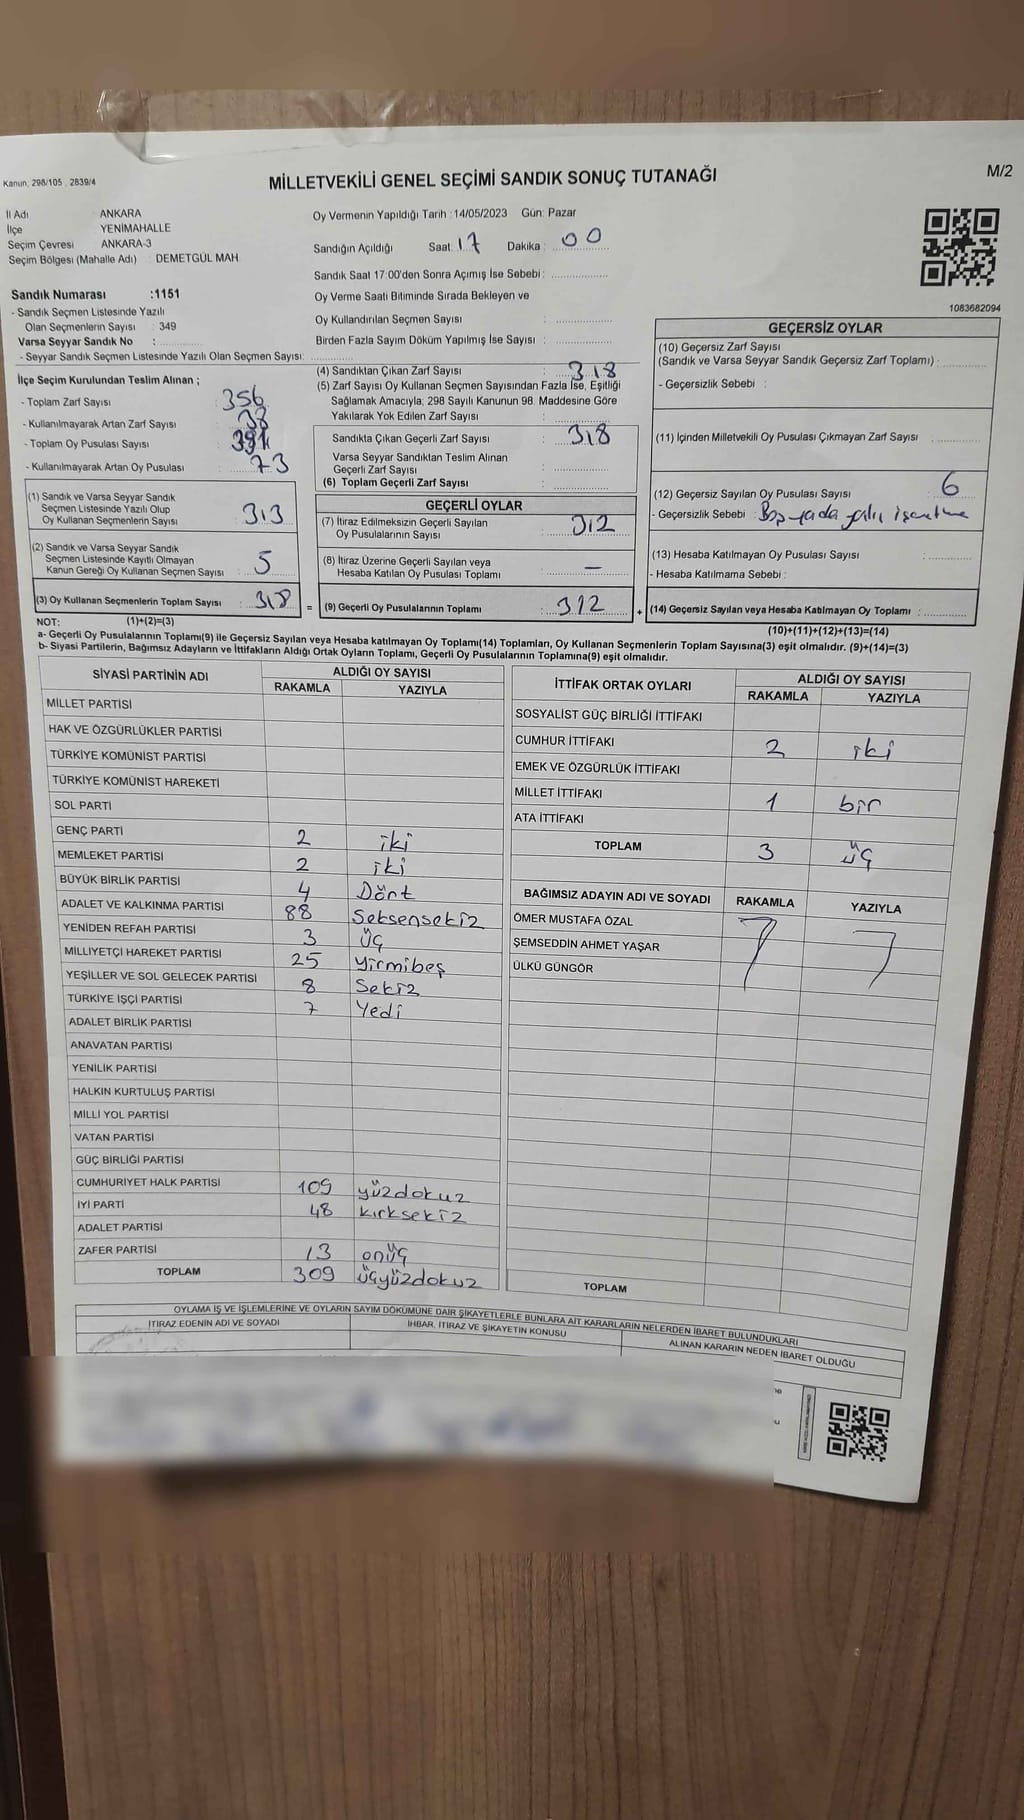 Kanun, 298/105 , 2839/4
MİLLETVEKİLİ GENEL SEÇİMİ SANDIK SONUÇ TUTANAĞI
M/2
İl Adı ANKARA
İlçe YENİMAHALLE
Seçim Çevresi ANKARA-3
Seçim Bölgesi (Mahalle Adı) : DEMETGÜL MAH
Sandık Numarası :1151
- Sandık Seçmen Listesinde Yazılı
Olan Seçmenlerin Sayısı : 349
Varsa Seyyar Sandık No :
- Seyyar Sandık Seçmen Listesinde Yazılı Olan Seçmen Sayısı:
Oy Vermenin Yapıldığı Tarih : 14/05/2023 Gün: Pazar
Sandığın Açıldığı Saat: 17 Dakika : 00
Sandık Saat 17:00'den Sonra Açımış İse Sebebi :
Oy Verme Saati Bitiminde Sırada Bekleyen ve
Oy Kullandırılan Seçmen Sayısı :
Birden Fazla Sayım Döküm Yapılmış İse Sayısı :
1083682094
İlçe Seçim Kurulundan Teslim Alınan ;
- Toplam Zarf Sayısı : 356
- Kullanılmayarak Artan Zarf Sayısı : 38
- Toplam Oy Pusulası Sayısı : 391
- Kullanılmayarak Artan Oy Pusulası : 73
(1) Sandık ve Varsa Seyyar Sandık
Seçmen Listesinde Yazılı Olup
Oy Kullanan Seçmenlerin Sayısı : 313
(2) Sandık ve Varsa Seyyar Sandık
Seçmen Listesinde Kayıtlı Olmayan
Kanun Gereği Oy Kullanan Seçmen Sayısı : 5
(3) Oy Kullanan Seçmenlerin Toplam Sayısı : 318
(4) Sandıktan Çıkan Zarf Sayısı : 318
(5) Zarf Sayısı Oy Kullanan Seçmen Sayısından Fazla İse, Eşitliği
Sağlamak Amacıyla; 298 Sayılı Kanunun 98. Maddesine Göre
Yakılarak Yok Edilen Zarf Sayısı :
Sandıkta Çıkan Geçerli Zarf Sayısı : 318
Varsa Seyyar Sandıktan Teslim Alınan
Geçerli Zarf Sayısı :
(6) Toplam Geçerli Zarf Sayısı :
GEÇERLİ OYLAR
(7) İtiraz Edilmeksizin Geçerli Sayılan
Oy Pusulalarının Sayısı : 312
(8) İtiraz Üzerine Geçerli Sayılan veya
Hesaba Katılan Oy Pusulası Toplamı : —
= (9) Geçerli Oy Pusulalarının Toplamı : 312 +
GEÇERSİZ OYLAR
(10) Geçersiz Zarf Sayısı
(Sandık ve Varsa Seyyar Sandık Geçersiz Zarf Toplamı) :
- Geçersizlik Sebebi :
(11) İçinden Milletvekili Oy Pusulası Çıkmayan Zarf Sayısı :
(12) Geçersiz Sayılan Oy Pusulası Sayısı : 6
- Geçersizlik Sebebi :
(13) Hesaba Katılmayan Oy Pusulası Sayısı :
- Hesaba Katılmama Sebebi :
(14) Geçersiz Sayılan veya Hesaba Katılmayan Oy Toplamı :
NOT: (1)+(2)=(3)
(10)+(11)+(12)+(13)=(14)
a- Geçerli Oy Pusulalarının Toplamı(9) ile Geçersiz Sayılan veya Hesaba katılmayan Oy Toplamı(14) Toplamları, Oy Kullanan Seçmenlerin Toplam Sayısına(3) eşit olmalıdır. (9)+(14)=(3)
b- Siyasi Partilerin, Bağımsız Adayların ve İttifakların Aldığı Ortak Oyların Toplamı, Geçerli Oy Pusulalarının Toplamına(9) eşit olmalıdır.
SİYASİ PARTİNİN ADI ALDIĞI OY SAYISI
RAKAMLA YAZIYLA
MİLLET PARTİSİ
HAK VE ÖZGÜRLÜKLER PARTİSİ
TÜRKİYE KOMÜNİST PARTİSİ
TÜRKİYE KOMÜNİST HAREKETİ
SOL PARTİ
GENÇ PARTİ 2 iki
MEMLEKET PARTİSİ 2 iki
BÜYÜK BİRLİK PARTİSİ 4 Dört
ADALET VE KALKINMA PARTİSİ 88 Seksensekiz
YENİDEN REFAH PARTİSİ 3 üç
MİLLİYETÇİ HAREKET PARTİSİ 25 yirmibeş
YEŞİLLER VE SOL GELECEK PARTİSİ 8 Sekiz
TÜRKİYE İŞÇİ PARTİSİ 7 Yedi
ADALET BİRLİK PARTİSİ
ANAVATAN PARTİSİ
YENİLİK PARTİSİ
HALKIN KURTULUŞ PARTİSİ
MİLLİ YOL PARTİSİ
VATAN PARTİSİ
GÜÇ BİRLİĞİ PARTİSİ
CUMHURİYET HALK PARTİSİ 109 yüzdokuz
İYİ PARTİ 48 kırksekiz
ADALET PARTİSİ
ZAFER PARTİSİ 13 onüç
TOPLAM 309 üçyüzdokuz
İTTİFAK ORTAK OYLARI ALDIĞI OY SAYISI
RAKAMLA YAZIYLA
SOSYALİST GÜÇ BİRLİĞİ İTTİFAKI
CUMHUR İTTİFAKI 2 iki
EMEK VE ÖZGÜRLÜK İTTİFAKI
MİLLET İTTİFAKI 1 bir
ATA İTTİFAKI
TOPLAM 3 üç
BAĞIMSIZ ADAYIN ADI VE SOYADI RAKAMLA YAZIYLA
ÖMER MUSTAFA ÖZAL
ŞEMSEDDİN AHMET YAŞAR
ÜLKÜ GÜNGÖR
TOPLAM
OYLAMA İŞ VE İŞLEMLERİNE VE OYLARIN SAYIM DÖKÜMÜNE DAİR ŞİKAYETLERLE BUNLARA AİT KARARLARIN NELERDEN İBARET BULUNDUKLARI
İTİRAZ EDENİN ADI VE SOYADI İHBAR, İTİRAZ VE ŞİKAYETİN KONUSU ALINAN KARARIN NEDEN İBARET OLDUĞU